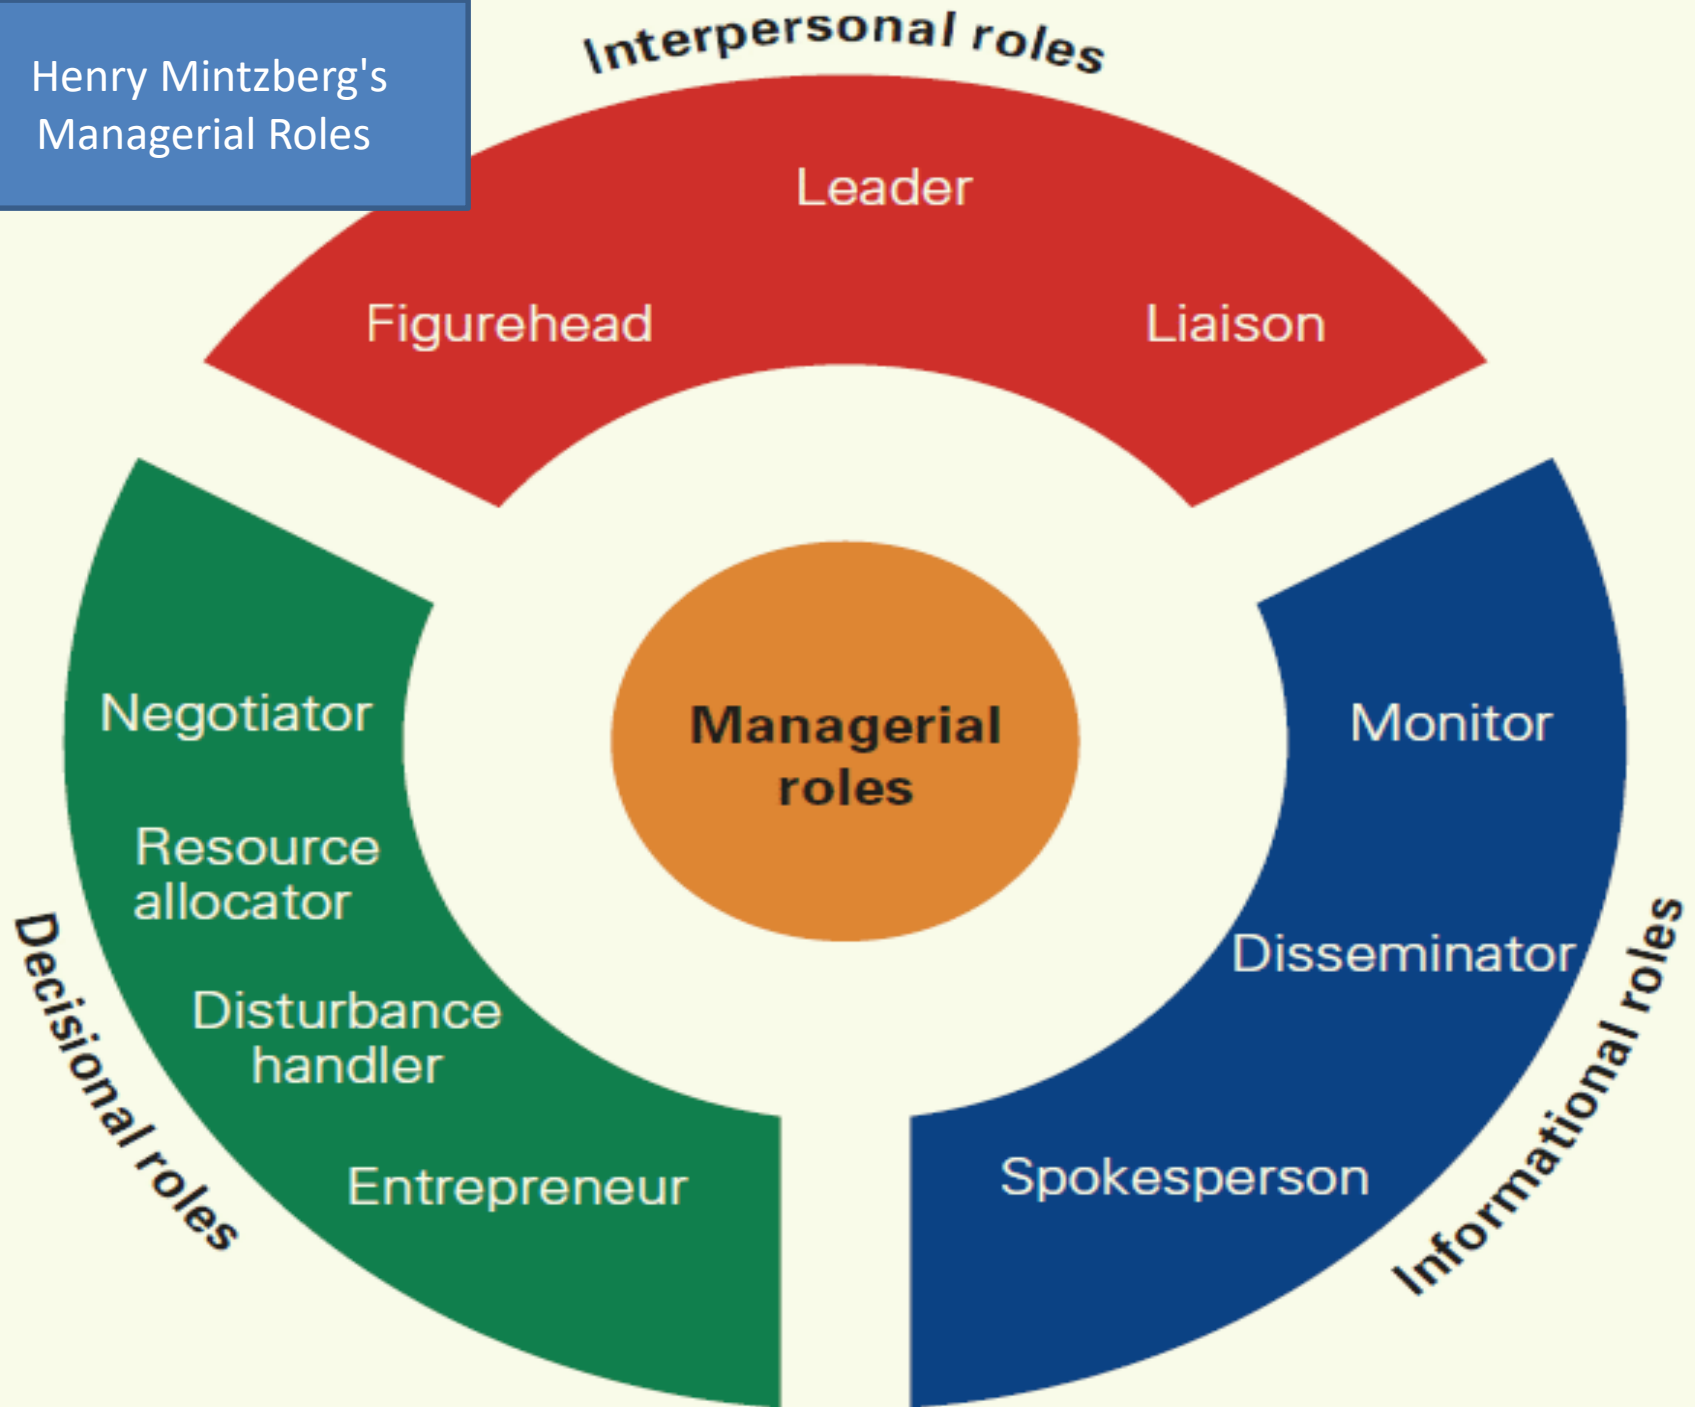 Henry Mintzberg's
Managerial Roles
Interpersonal roles
Leader
Figurehead
Liaison
Managerial
roles
Negotiator
Resource
allocator
Disturbance
handler
Entrepreneur
Decisional roles
Monitor
Disseminator
Spokesperson
Informational roles